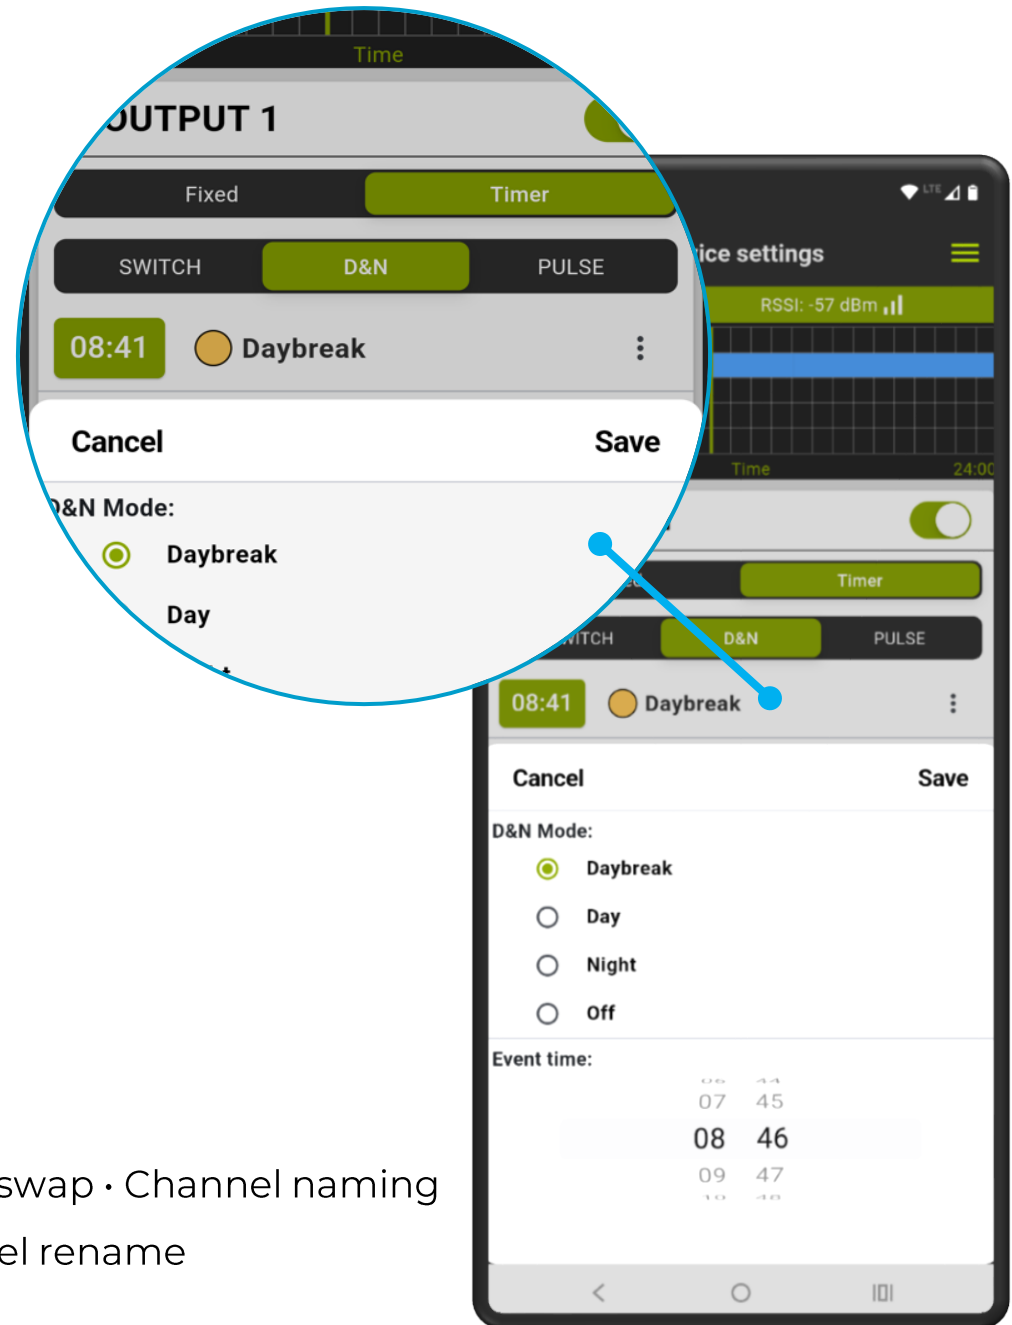 Time
OUTPUT 1
Fixed Timer
SWITCH D&N PULSE
08:41 Daybreak
Cancel Save
D&N Mode:
Daybreak
Day
LTE
ice settings
RSSI: -57 dBm
Time 24:00
Timer
ITCH D&N PULSE
08:41 Daybreak
Cancel Save
D&N Mode:
Daybreak
Day
Night
Off
Event time:
07 45
08 46
09 47
swap • Channel naming
el rename